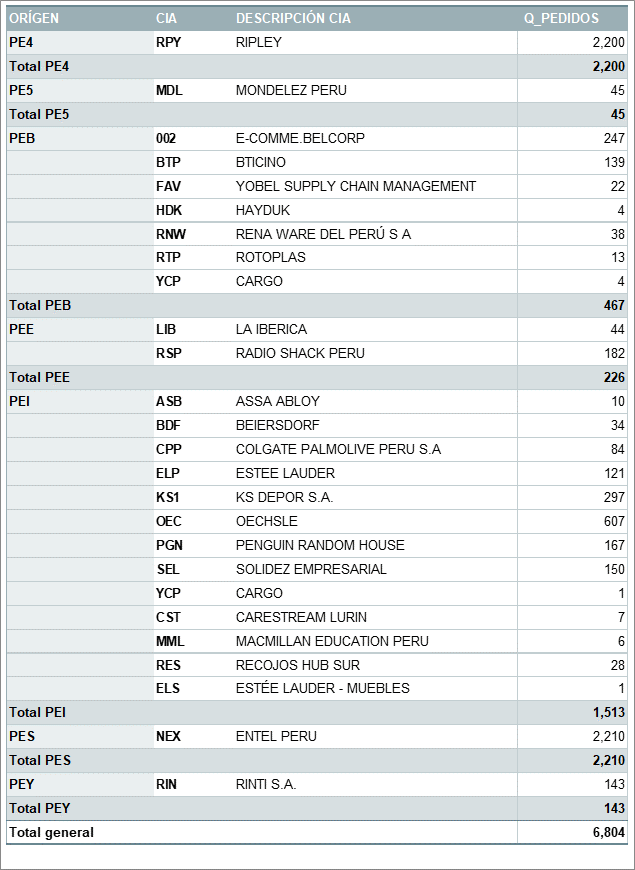 ORÍGEN CIA DESCRIPCIÓN CIA Q_PEDIDOS
PE4 RPY RIPLEY 2,200
Total PE4 2,200
PE5 MDL MONDELEZ PERU 45
Total PE5 45
PEB 002 E-COMME.BELCORP 247
BTP BTICINO 139
FAV YOBEL SUPPLY CHAIN MANAGEMENT 22
HDK HAYDUK 4
RNW RENA WARE DEL PERÚ S A 38
RTP ROTOPLAS 13
YCP CARGO 4
Total PEB 467
PEE LIB LA IBERICA 44
RSP RADIO SHACK PERU 182
Total PEE 226
PEI ASB ASSA ABLOY 10
BDF BEIERSDORF 34
CPP COLGATE PALMOLIVE PERU S.A 84
ELP ESTEE LAUDER 121
KS1 KS DEPOR S.A. 297
OEC OECHSLE 607
PGN PENGUIN RANDOM HOUSE 167
SEL SOLIDEZ EMPRESARIAL 150
YCP CARGO 1
CST CARESTREAM LURIN 7
MML MACMILLAN EDUCATION PERU 6
RES RECOJOS HUB SUR 28
ELS ESTÉE LAUDER - MUEBLES 1
Total PEI 1,513
PES NEX ENTEL PERU 2,210
Total PES 2,210
PEY RIN RINTI S.A. 143
Total PEY 143
Total general 6,804